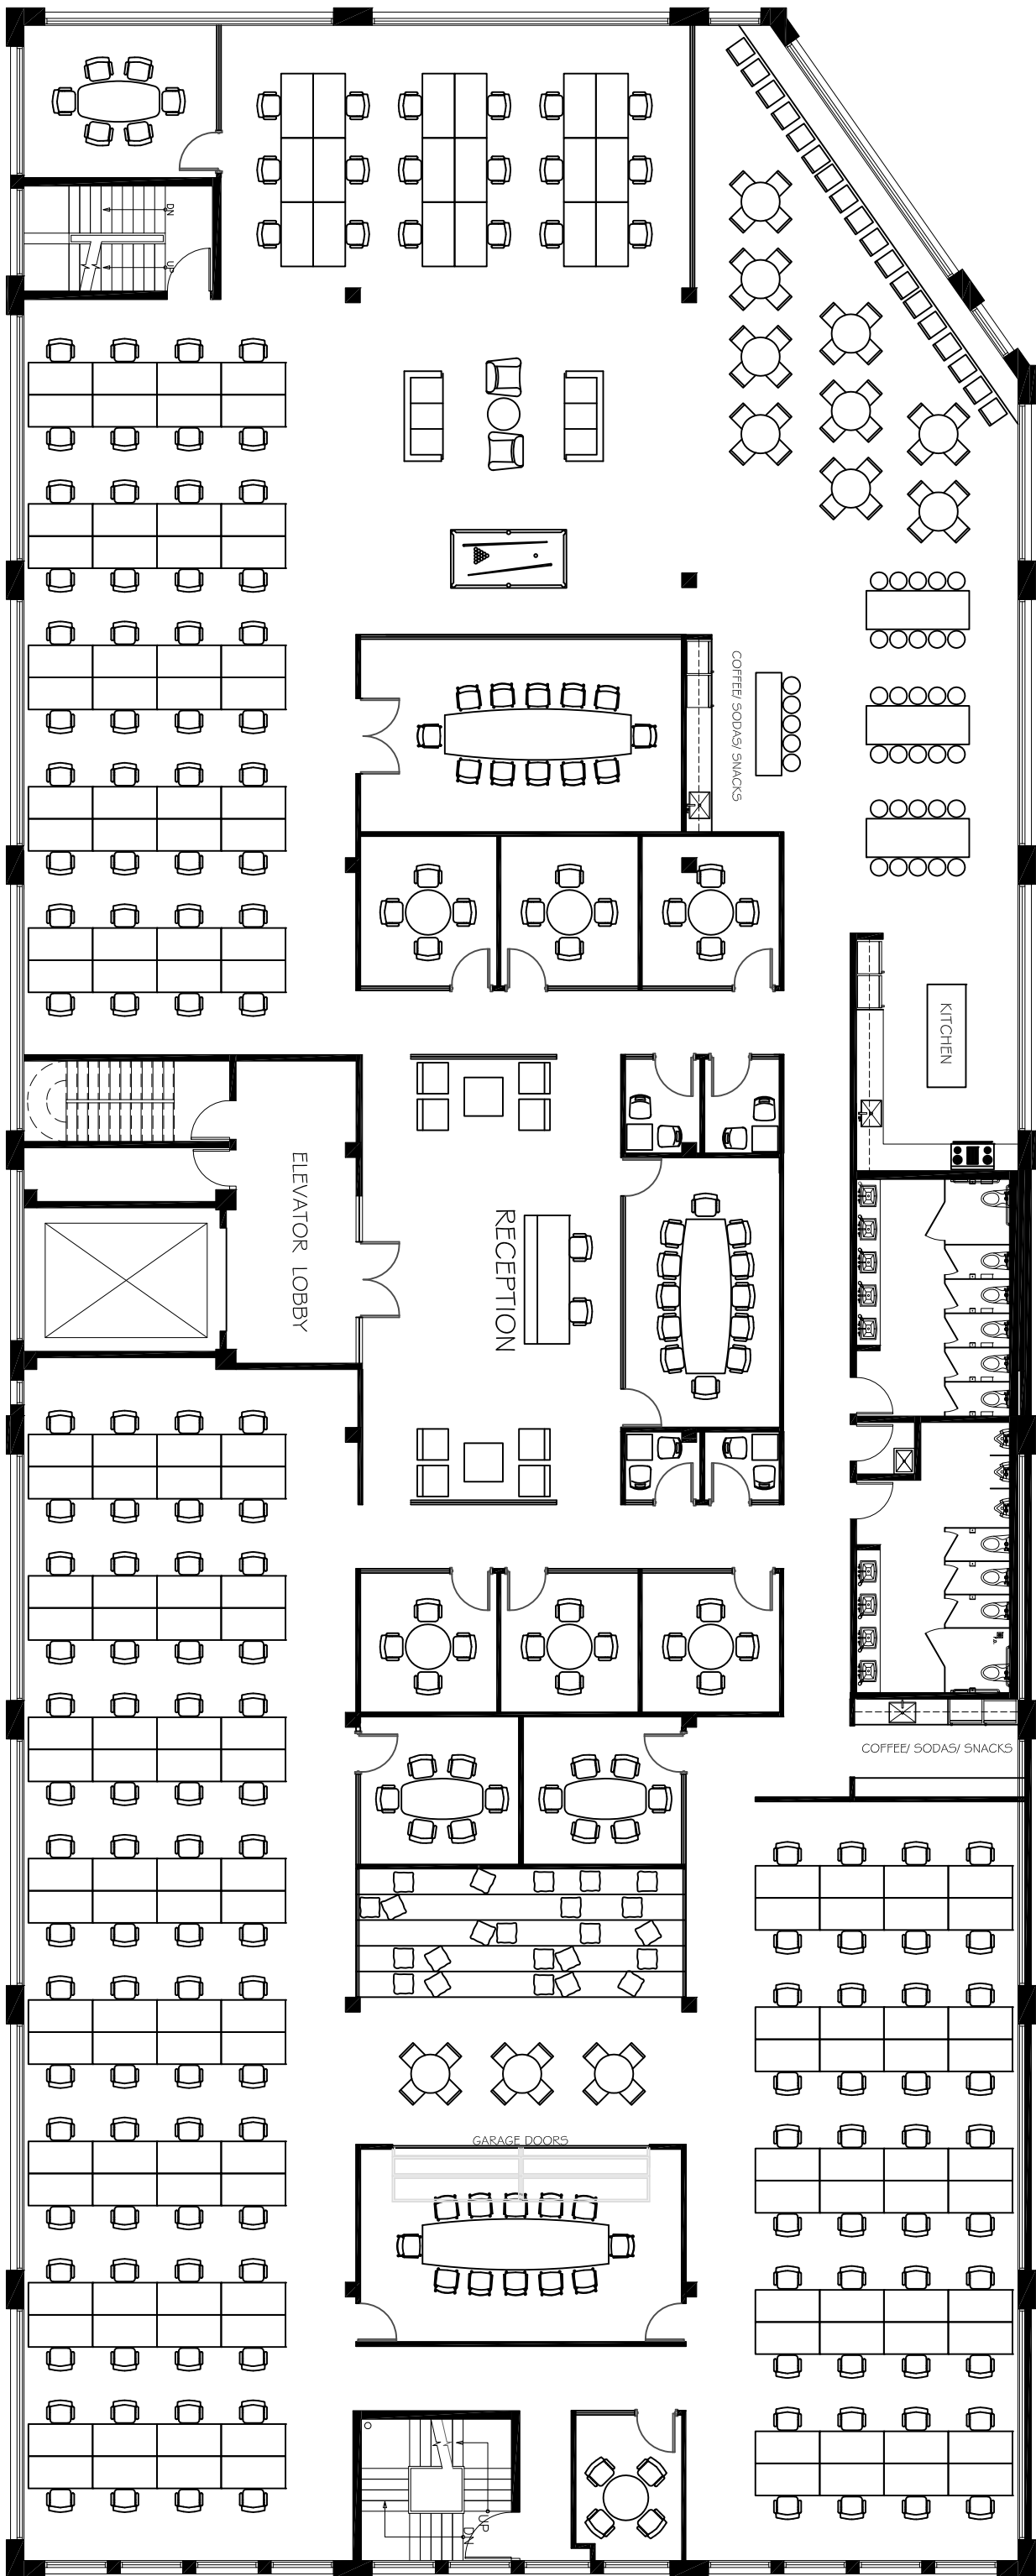 DN
UP
COFFEE/ SODAS/ SNACKS
KITCHEN
ELEVATOR LOBBY
RECEPTION
COFFEE/ SODAS/ SNACKS
GARAGE DOORS
UP
DN